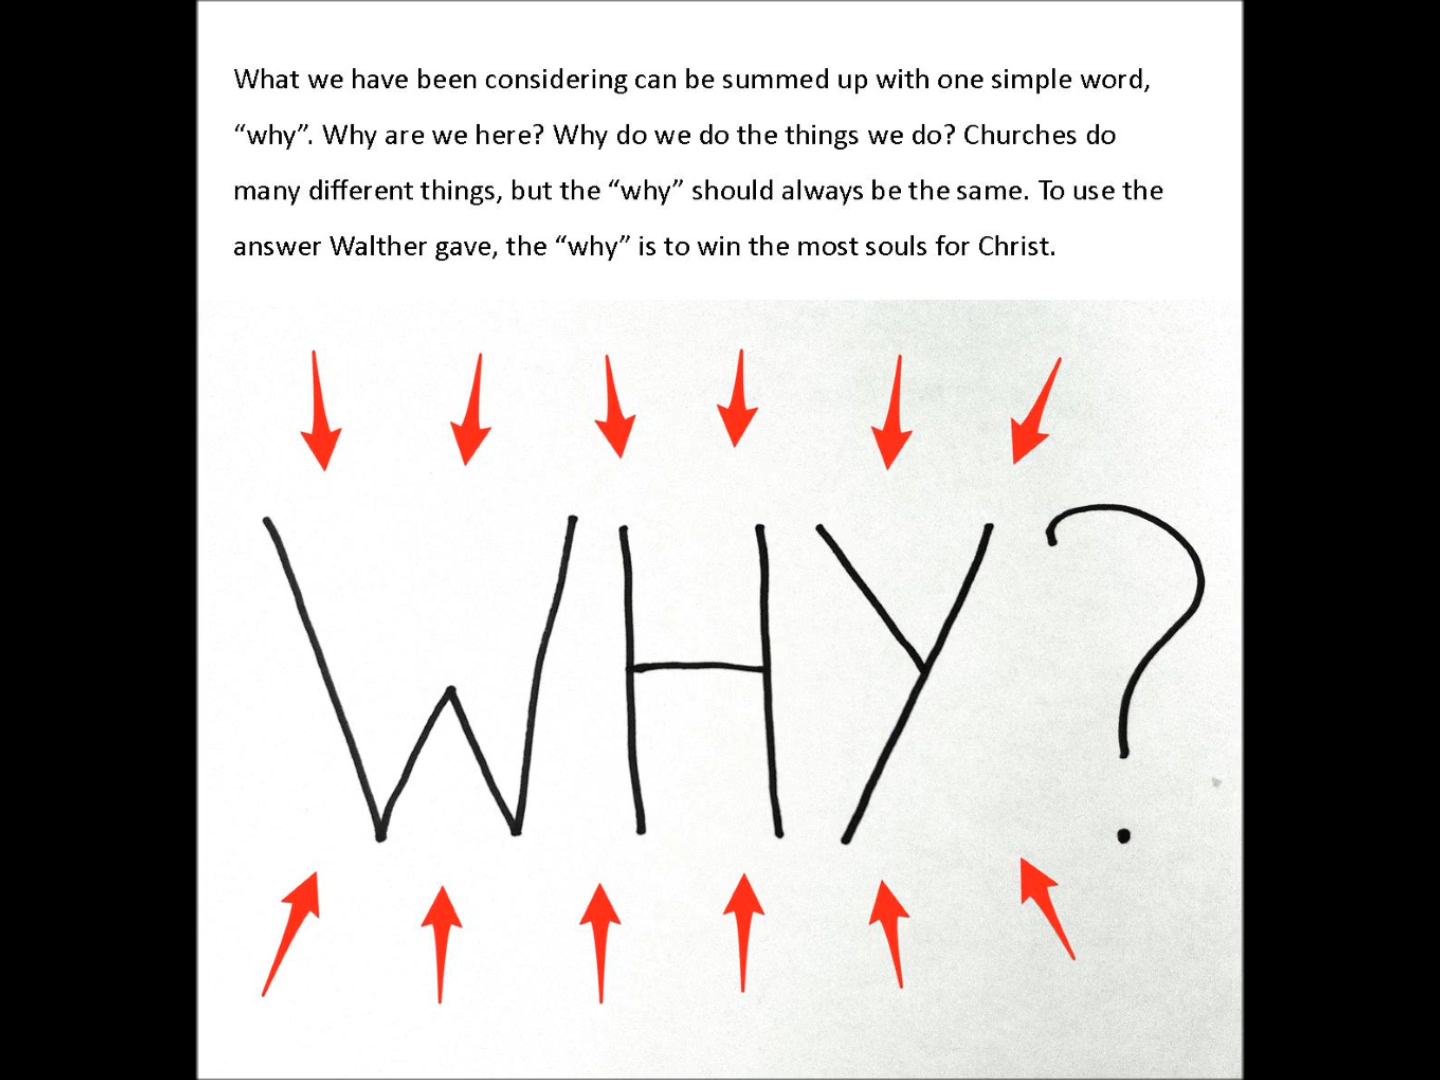 What we have been considering can be summed up with one simple word,
“why”. Why are we here? Why do we do the things we do? Churches do
many different things, but the “why” should always be the same. To use the
answer Walther gave, the “why” is to win the most souls for Christ.
WHY?